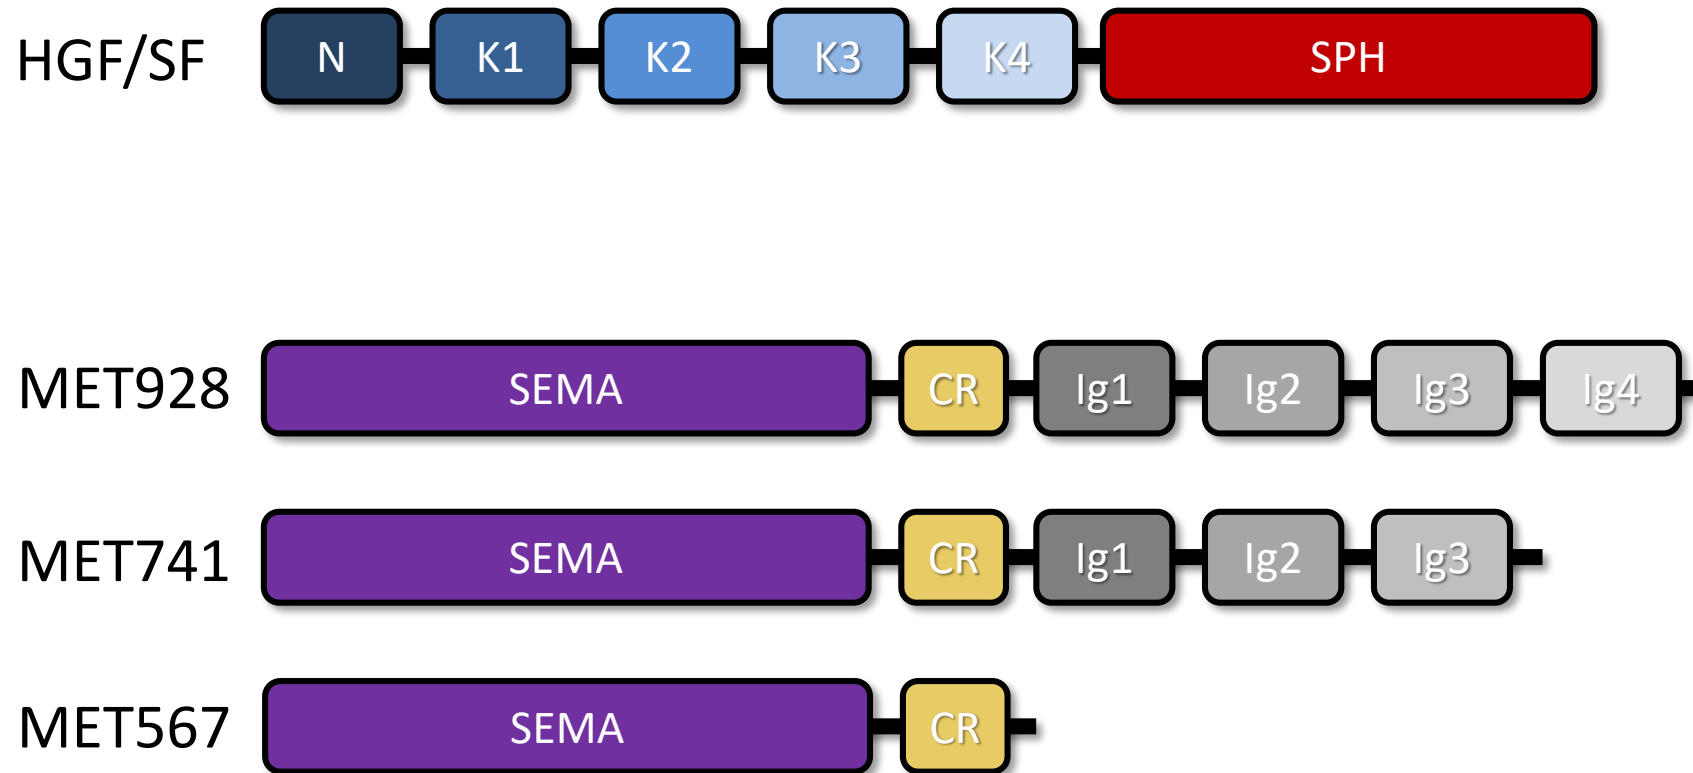 HGF/SF N K1 K2 K3 K4 SPH
MET928 SEMA CR Ig1 Ig2 Ig3 Ig4
MET741 SEMA CR Ig1 Ig2 Ig3
MET567 SEMA CR